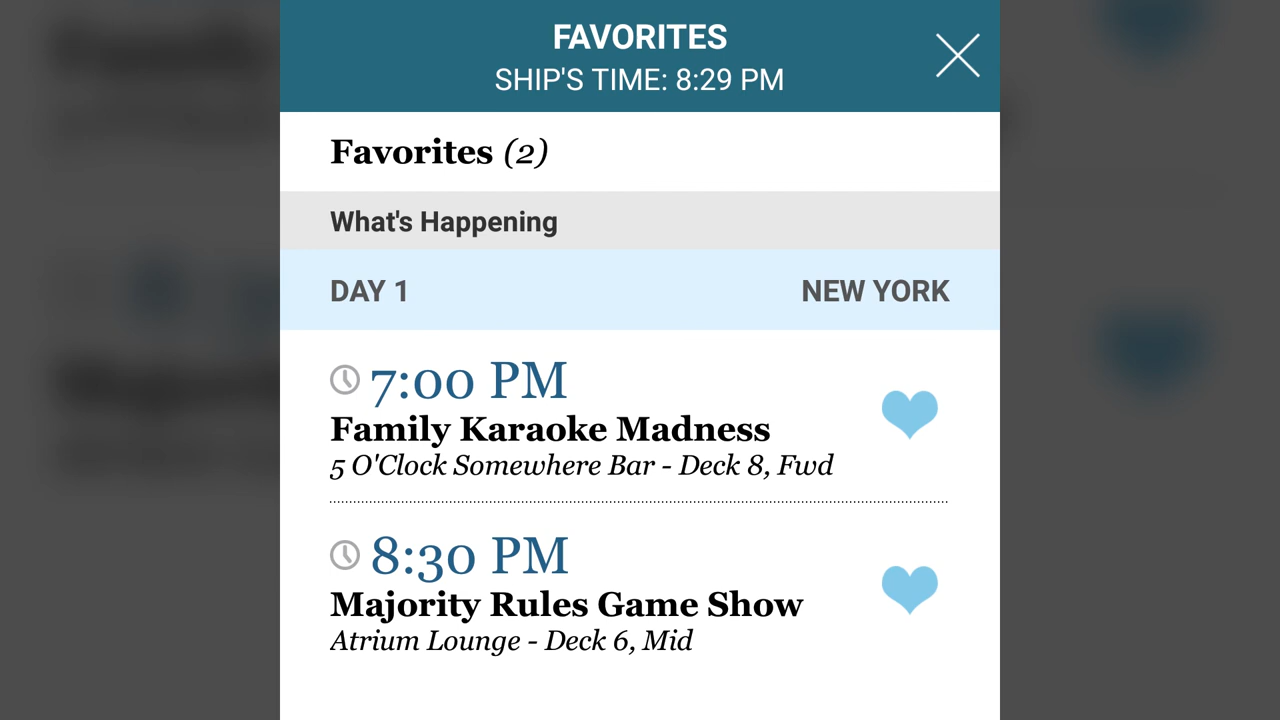 FAVORITES
SHIP'S TIME: 8:29 PM
Favorites (2)
What's Happening
DAY 1 NEW YORK
7:00 PM
Family Karaoke Madness
5 O'Clock Somewhere Bar - Deck 8, Fwd
8:30 PM
Majority Rules Game Show
Atrium Lounge - Deck 6, Mid